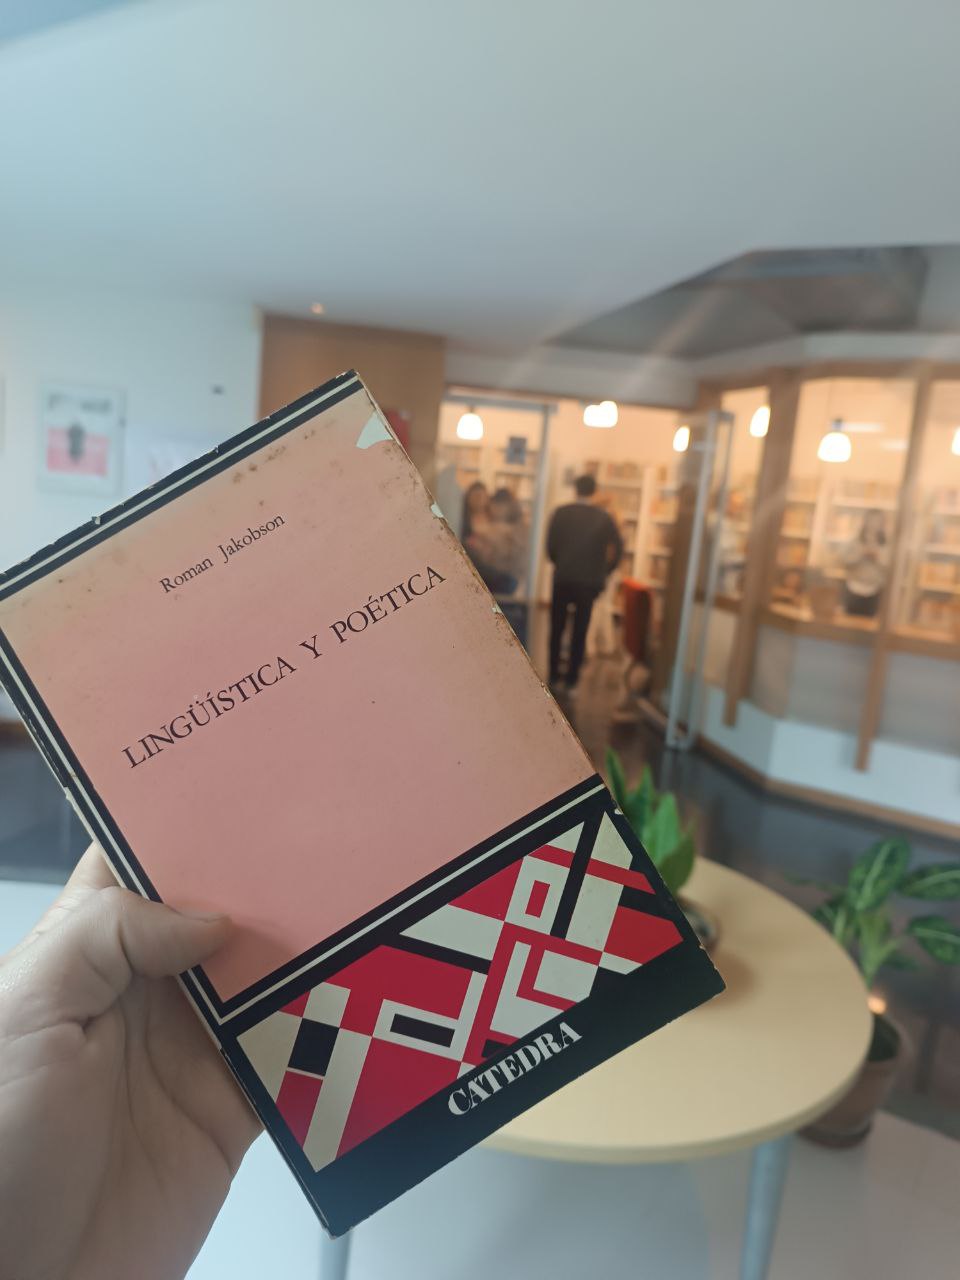 Roman Jakobson
LINGÜÍSTICA Y POÉTICA
CATEDRA